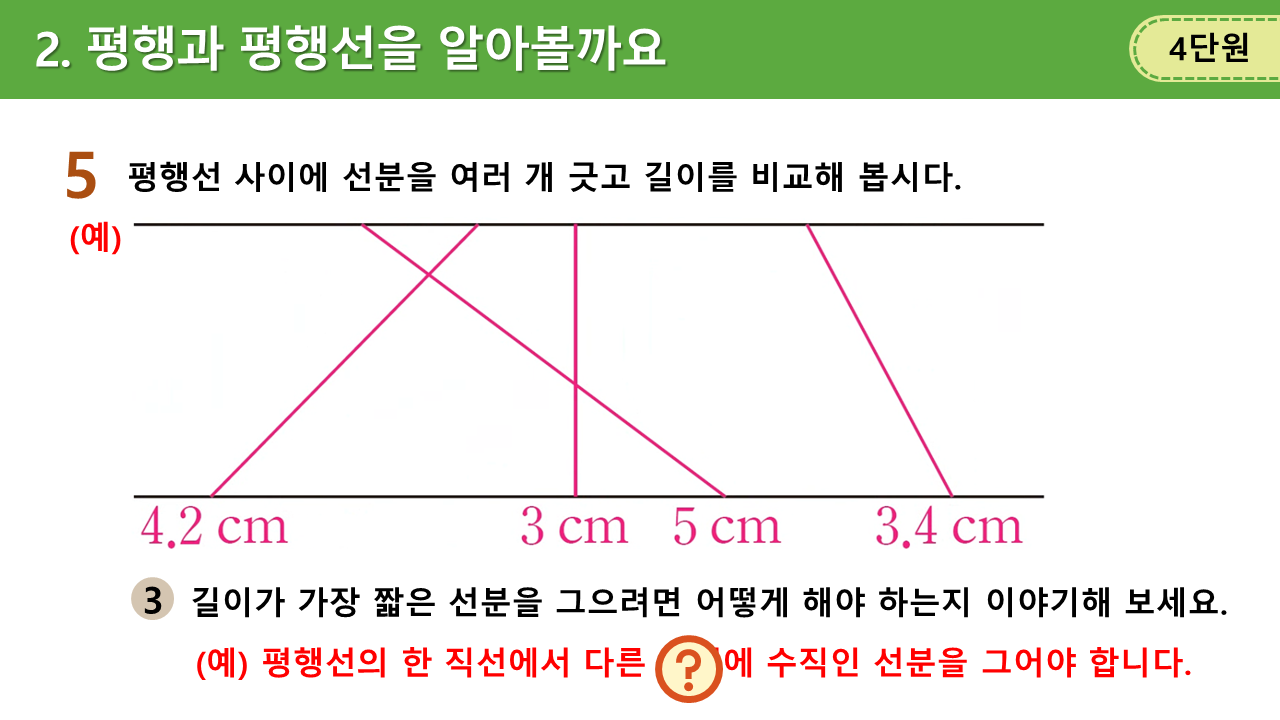 2. 평행과 평행선을 알아볼까요
4단원
5 평행선 사이에 선분을 여러 개 긋고 길이를 비교해 봅시다.
(예)
4.2 cm 3 cm 5 cm 3.4 cm
3 길이가 가장 짧은 선분을 그으려면 어떻게 해야 하는지 이야기해 보세요.
(예) 평행선의 한 직선에서 다른 ? 에 수직인 선분을 그어야 합니다.